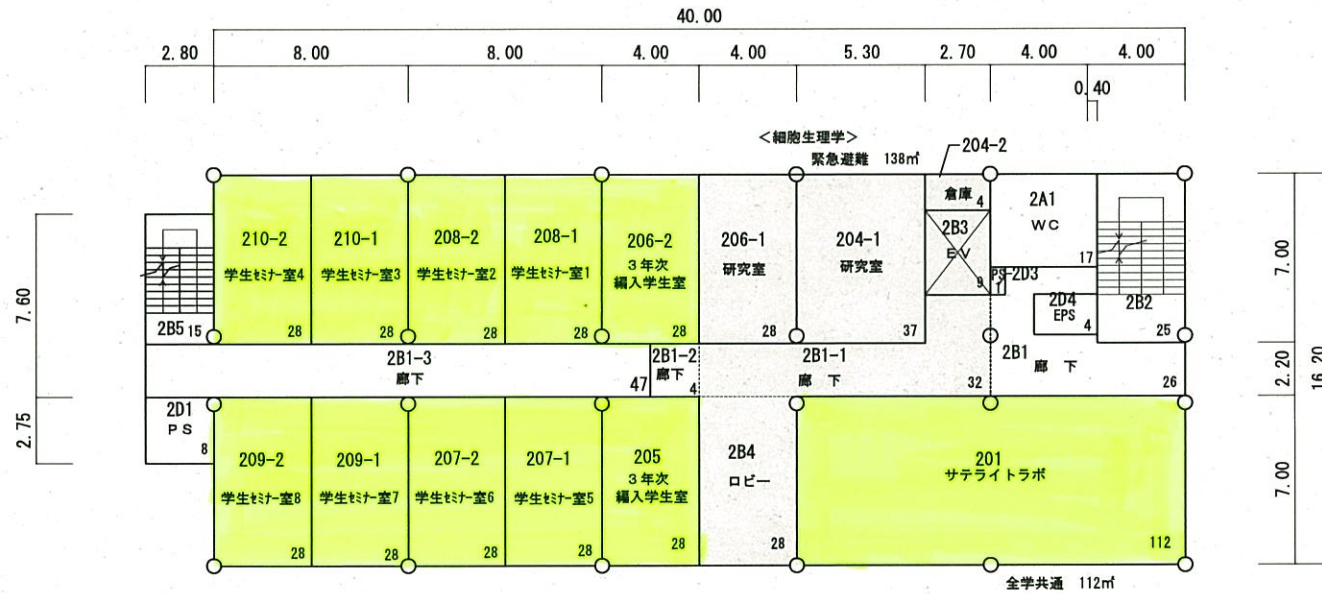 40.00
2.80 8.00 8.00 4.00 4.00 5.30 2.70 4.00 4.00
0.40
<細胞生理学>
緊急避難 138㎡
204-2
倉庫 4
210-2
学生セミナー室4
28
210-1
学生セミナー室3
28
208-2
学生セミナー室2
28
208-1
学生セミナー室1
28
206-2
3年次
編入学生室
28
206-1
研究室
28
204-1
研究室
37
2B3
EV
9
2A1
WC
17
PS
2D3
1
2D4
EPS
4
2B2
25
2B5 15
7.60
2.75
7.00
2.20
7.00
16.20
2B1-3
廊下
47
2B1-2
廊下
4
2B1-1
廊下
32
2B1
廊下
26
2D1
PS
8
209-2
学生セミナー室8
28
209-1
学生セミナー室7
28
207-2
学生セミナー室6
28
207-1
学生セミナー室5
28
205
3年次
編入学生室
28
2B4
ロビー
28
201
サテライトラボ
112
全学共通 112㎡